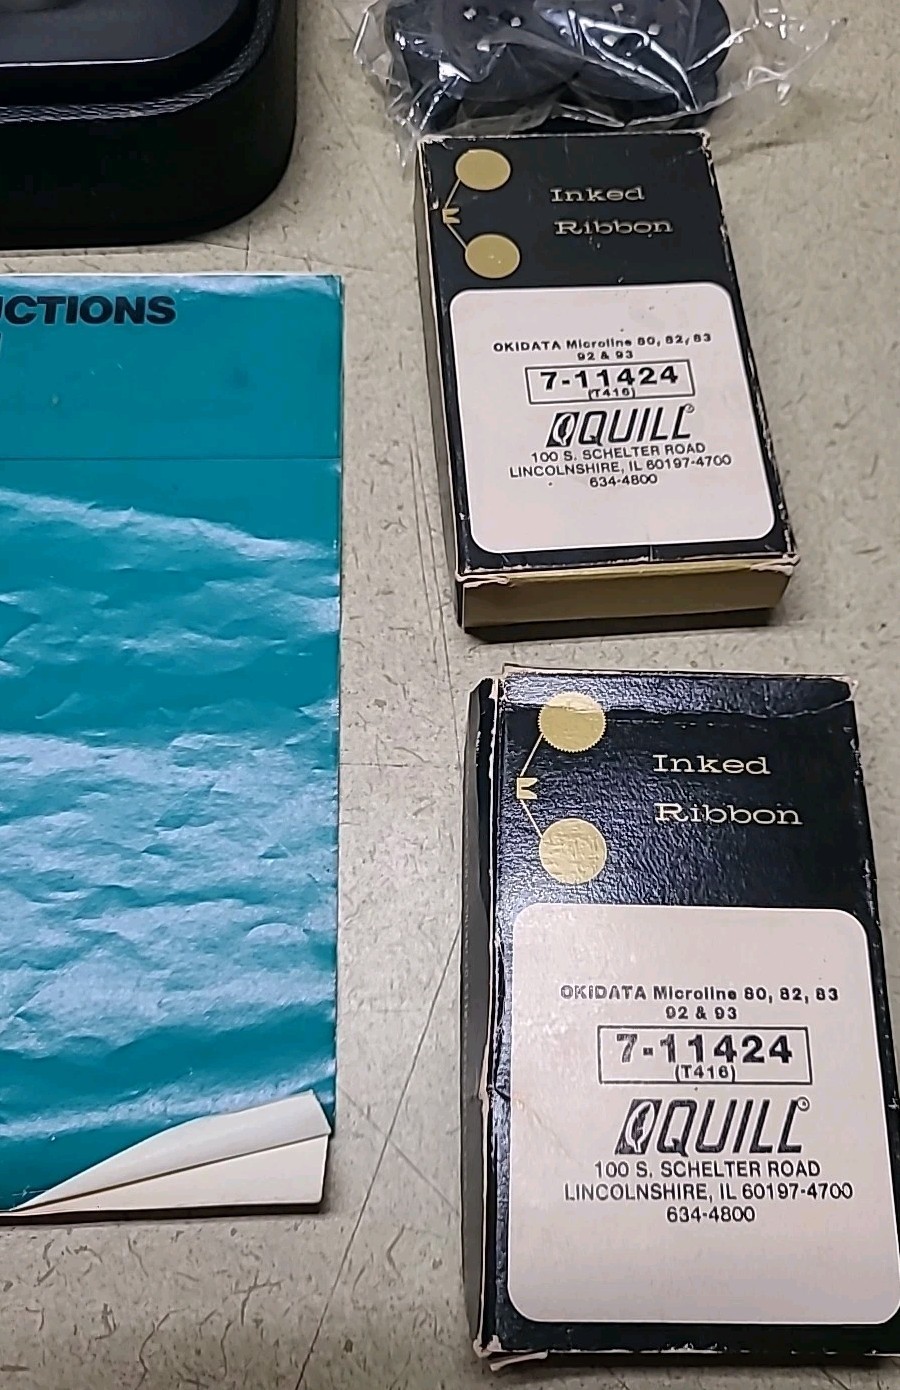 Inked
Ribbon
OKIDATA Microline 80, 82, 83
92 & 93
7-11424
(T416)
QUILL®
100 S. SCHELTER ROAD
LINCOLNSHIRE, IL 60197-4700
634-4800
UCTIONS
Inked
Ribbon
OKIDATA Microline 80, 82, 83
92 & 93
7-11424
(T416)
QUILL®
100 S. SCHELTER ROAD
LINCOLNSHIRE, IL 60197-4700
634-4800